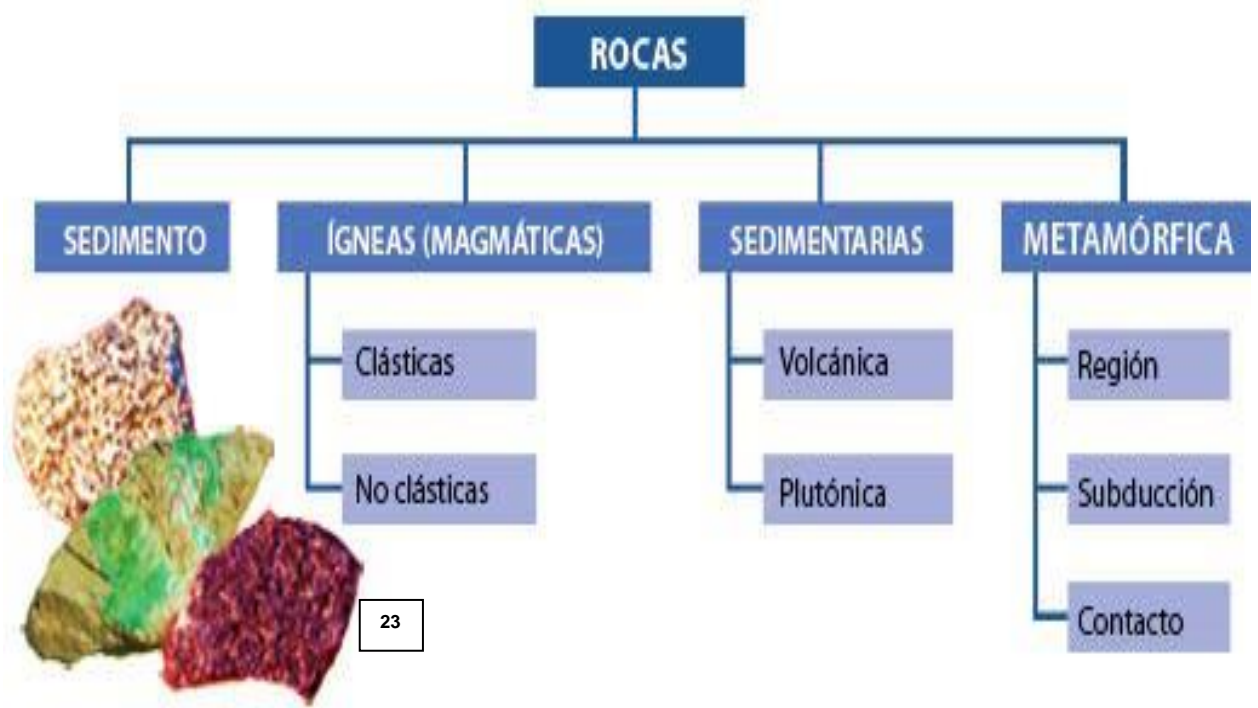 ROCAS
SEDIMENTO
ÍGNEAS (MAGMÁTICAS)
SEDIMENTARIAS
METAMÓRFICA
Clásticas
Volcánica
Región
No clásticas
Plutónica
Subducción
23
Contacto